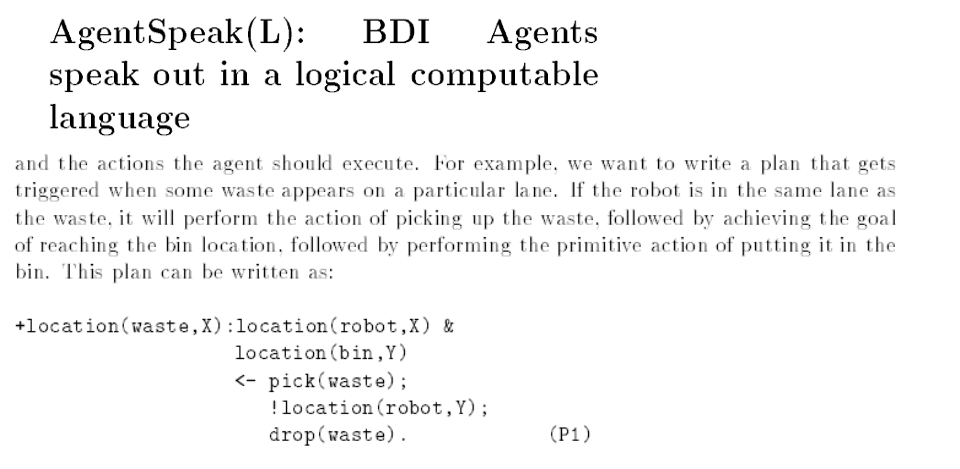 AgentSpeak(L): BDI Agents
speak out in a logical computable
language
and the actions the agent should execute. For example, we want to write a plan that gets
triggered when some waste appears on a particular lane. If the robot is in the same lane as
the waste, it will perform the action of picking up the waste, followed by achieving the goal
of reaching the bin location, followed by performing the primitive action of putting it in the
bin. This plan can be written as:
+location(waste,X):location(robot,X) &
location(bin,Y)
<- pick(waste);
!location(robot,Y);
drop(waste). (P1)